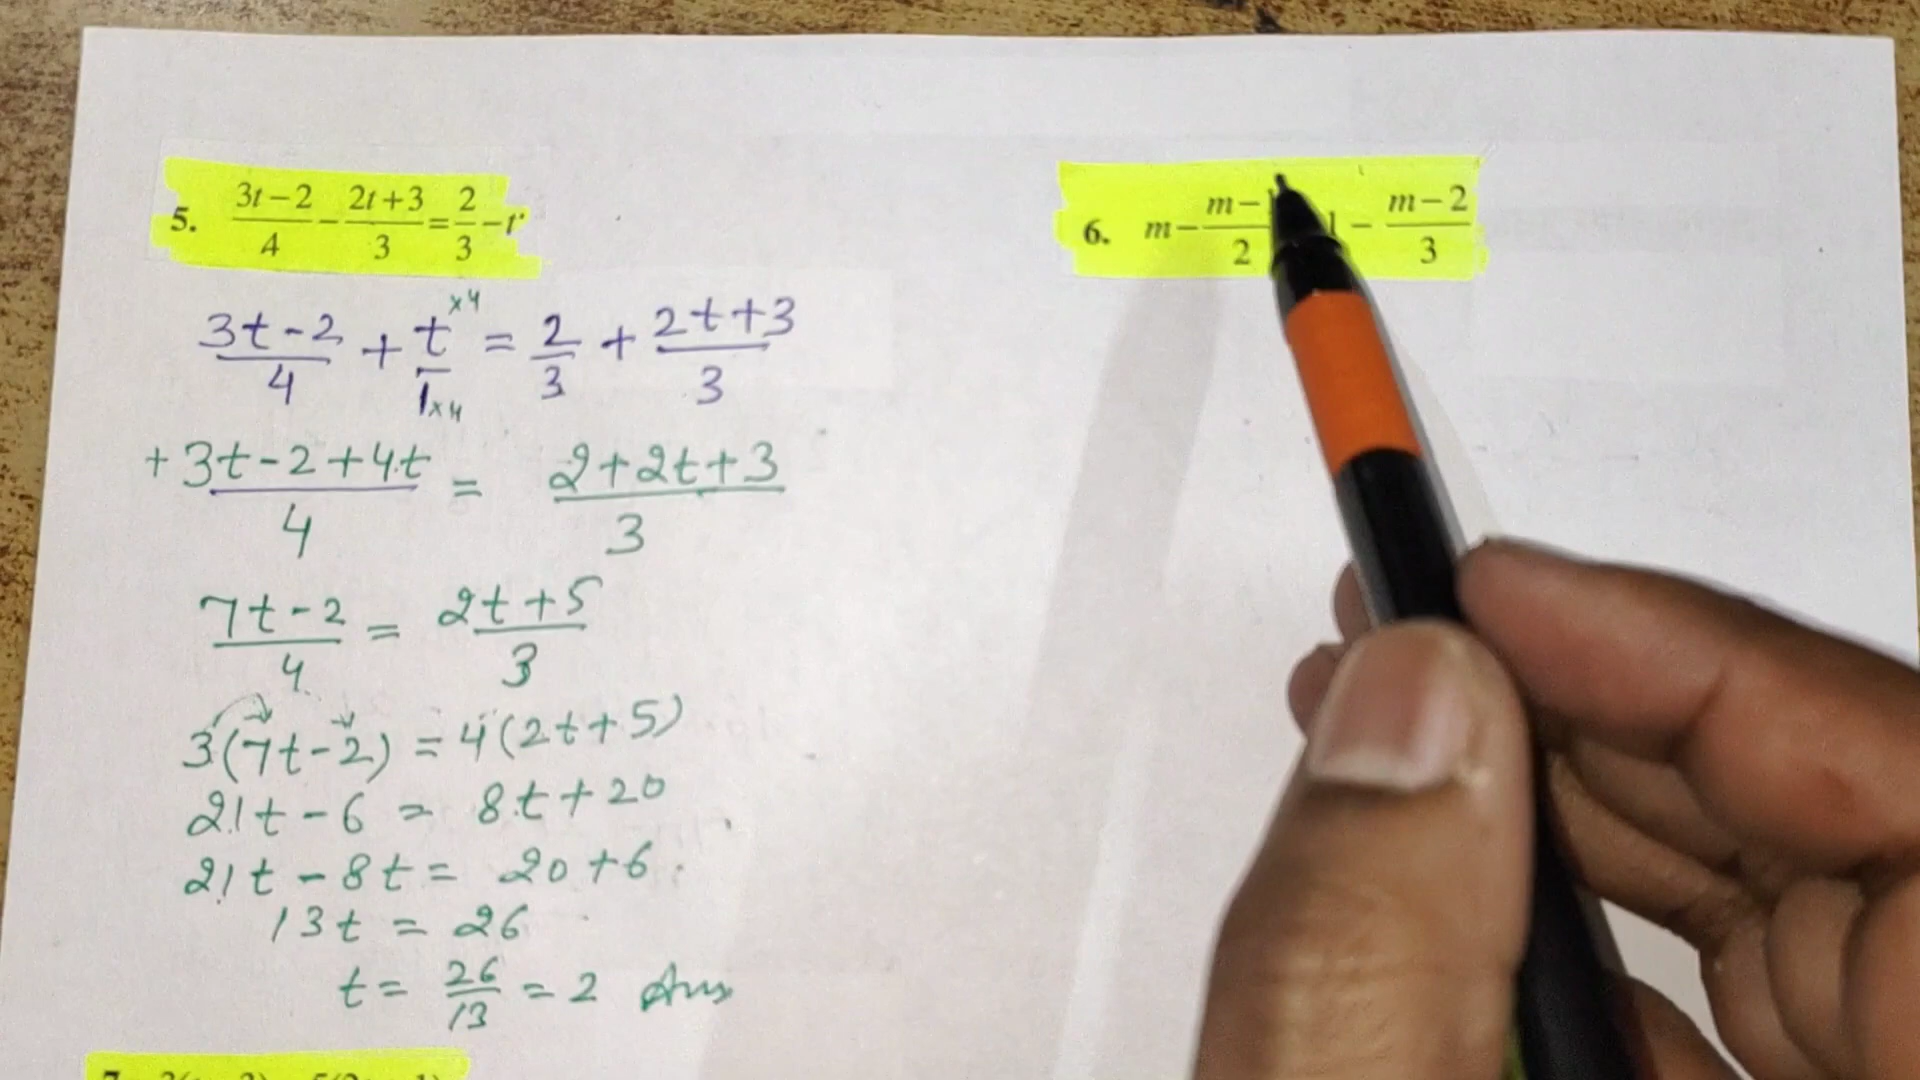 5. (3t-2)/4 - (2t+3)/3 = 2/3 - t
(3t-2)/4 + t×4/1×4 = 2/3 + (2t+3)/3
+ (3t-2+4t)/4 = (2+2t+3)/3
(7t-2)/4 = (2t+5)/3
3(7t-2) = 4(2t+5)
21t-6 = 8t+20
21t-8t = 20+6
13t = 26
t = 26/13 = 2 Ans
6. m - (m- /2 1 - (m-2)/3